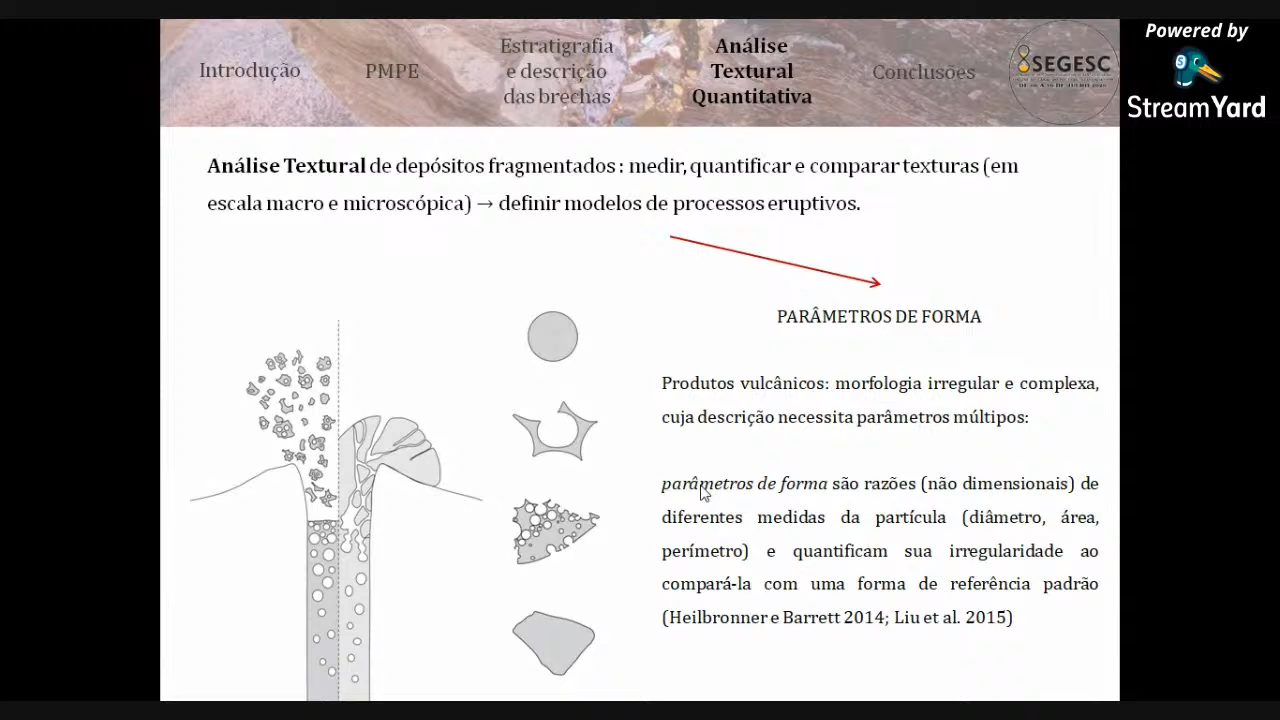 Powered by
StreamYard
Introdução
PMPE
Estratigrafia
e descrição
das brechas
Análise
Textural
Quantitativa
Conclusões
SEGESC
Análise Textural de depósitos fragmentados : medir, quantificar e comparar texturas (em
escala macro e microscópica) → definir modelos de processos eruptivos.
PARÂMETROS DE FORMA
Produtos vulcânicos: morfologia irregular e complexa,
cuja descrição necessita parâmetros múltipos:
parâmetros de forma são razões (não dimensionais) de
diferentes medidas da partícula (diâmetro, área,
perímetro) e quantificam sua irregularidade ao
compará-la com uma forma de referência padrão
(Heilbronner e Barrett 2014; Liu et al. 2015)